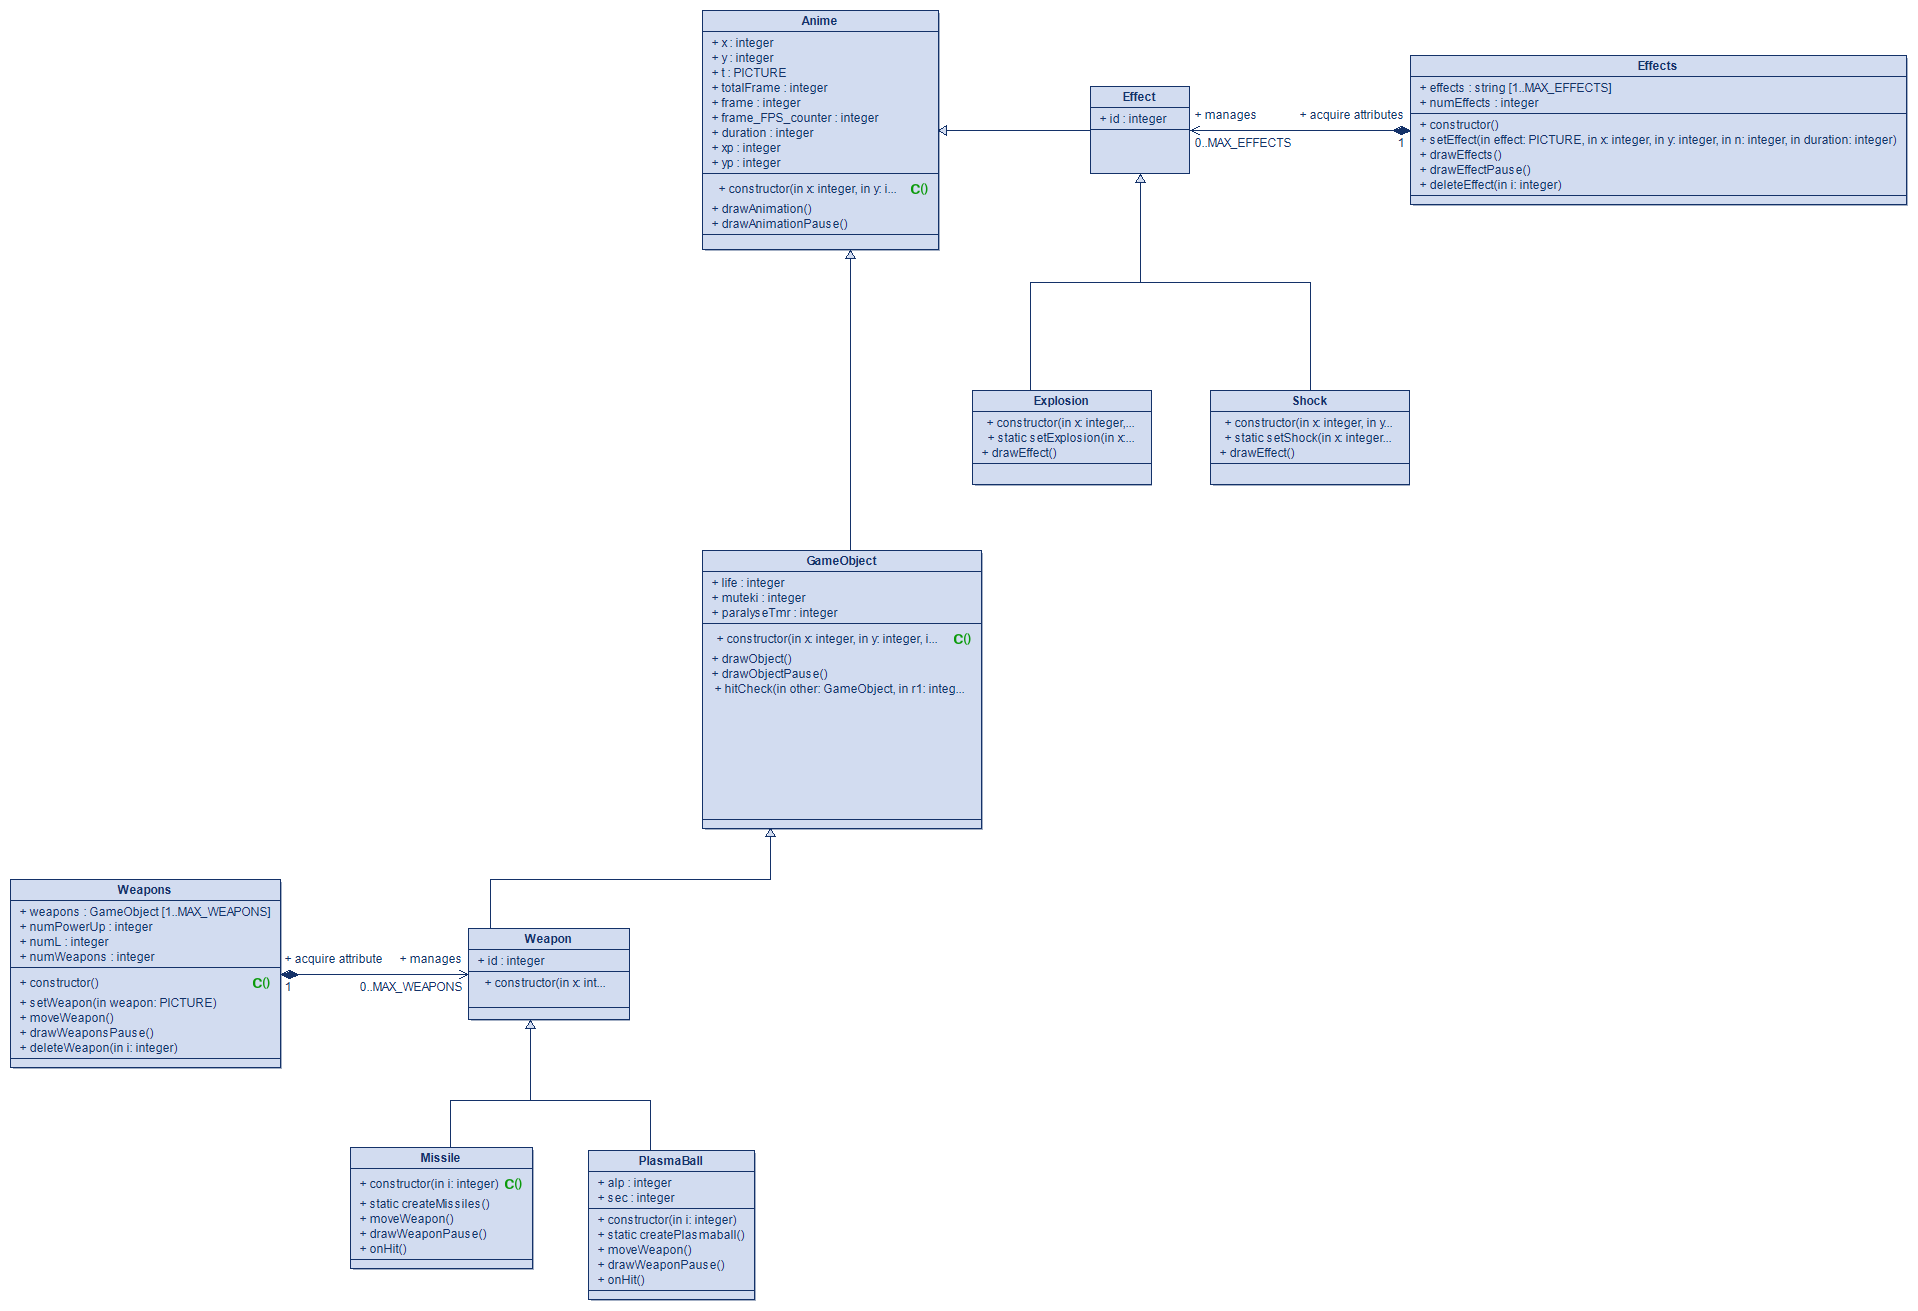 Anime
+ x : integer
+ y : integer
+ t : PICTURE
+ totalFrame : integer
+ frame : integer
+ frame_FPS_counter : integer
+ duration : integer
+ xp : integer
+ yp : integer
+ constructor(in x: integer, in y: i... C()
+ drawAnimation()
+ drawAnimationPause()
Effect
+ id : integer
+ manages
+ acquire attributes
0..MAX_EFFECTS
1
Effects
+ effects : string [1..MAX_EFFECTS]
+ numEffects : integer
+ constructor()
+ setEffect(in effect: PICTURE, in x: integer, in y: integer, in n: integer, in duration: integer)
+ drawEffects()
+ drawEffectPause()
+ deleteEffect(in i: integer)
Explosion
+ constructor(in x: integer,...
+ static setExplosion(in x:...
+ drawEffect()
Shock
+ constructor(in x: integer, in y...
+ static setShock(in x: integer...
+ drawEffect()
GameObject
+ life : integer
+ muteki : integer
+ paralyseTmr : integer
+ constructor(in x: integer, in y: integer, i... C()
+ drawObject()
+ drawObjectPause()
+ hitCheck(in other: GameObject, in r1: integ...
Weapons
+ weapons : GameObject [1..MAX_WEAPONS]
+ numPowerUp : integer
+ numL : integer
+ numWeapons : integer
+ constructor() C()
+ setWeapon(in weapon: PICTURE)
+ moveWeapon()
+ drawWeaponsPause()
+ deleteWeapon(in i: integer)
+ acquire attribute
+ manages
1
0..MAX_WEAPONS
Weapon
+ id : integer
+ constructor(in x: int...
Missile
+ constructor(in i: integer) C()
+ static createMissiles()
+ moveWeapon()
+ drawWeaponPause()
+ onHit()
PlasmaBall
+ alp : integer
+ sec : integer
+ constructor(in i: integer)
+ static createPlasmaball()
+ moveWeapon()
+ drawWeaponPause()
+ onHit()